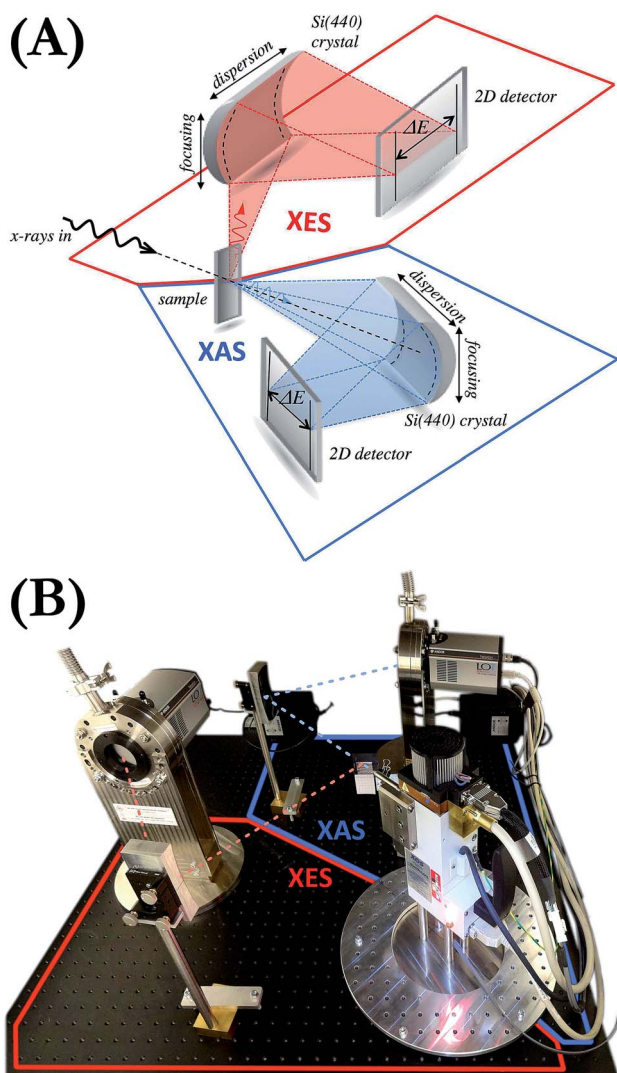 (A)
Si(440)
crystal
dispersion
focusing
ΔE
2D detector
x-rays in
XES
sample
XAS
dispersion
focusing
ΔE
Si(440) crystal
2D detector
(B)
XAS
XES